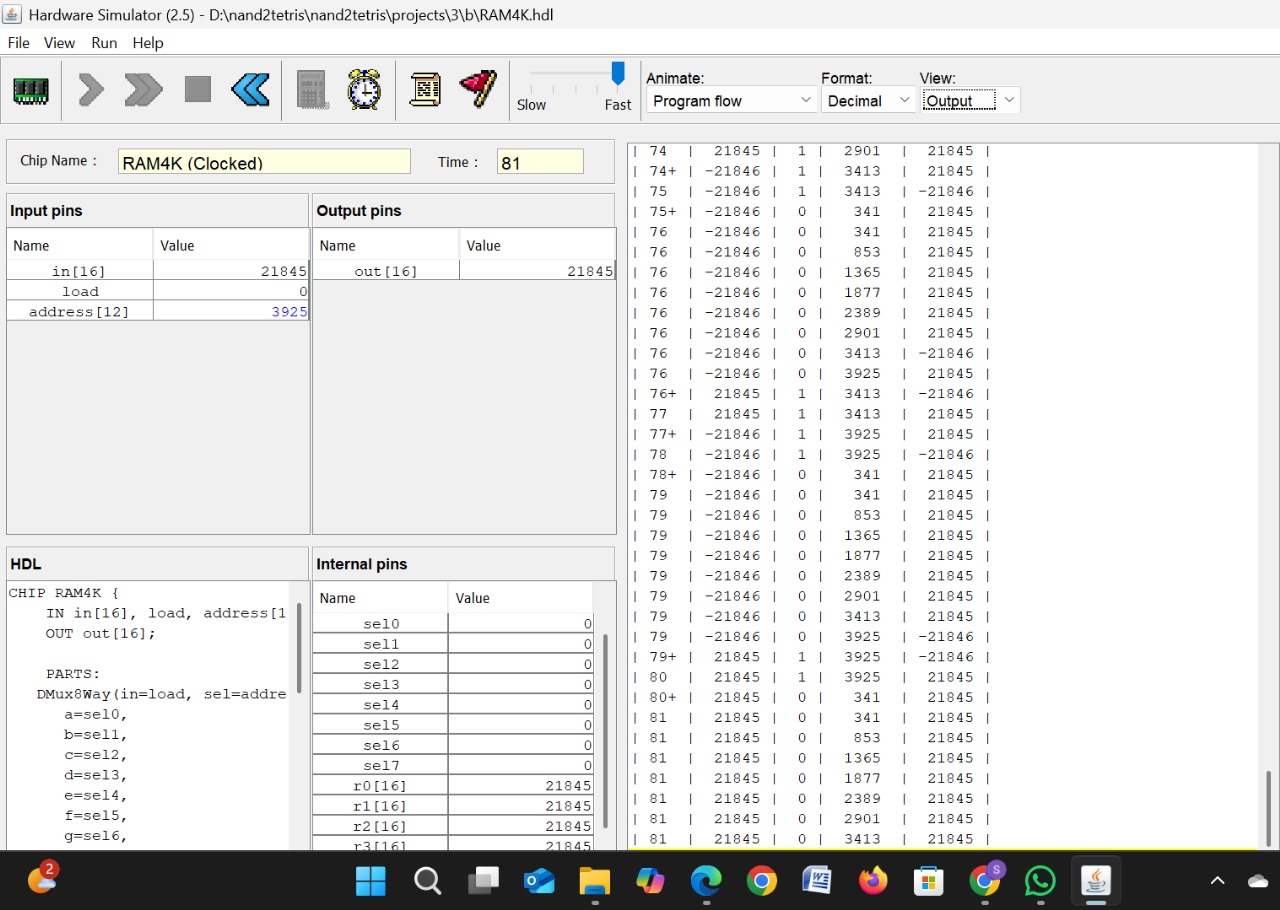 Hardware Simulator (2.5) - D:\nand2tetris\nand2tetris\projects\3\b\RAM4K.hdl
File View Run Help
Animate: Format: View:
Slow Fast Program flow Decimal Output
Chip Name : RAM4K (Clocked) Time : 81
Input pins
Name Value
in[16] 21845
load 0
address[12] 3925
Output pins
Name Value
out[16] 21845
HDL
CHIP RAM4K {
IN in[16], load, address[1
OUT out[16];
PARTS:
DMux8Way(in=load, sel=addre
a=sel0,
b=sel1,
c=sel2,
d=sel3,
e=sel4,
f=sel5,
g=sel6,
Internal pins
Name Value
sel0 0
sel1 0
sel2 0
sel3 0
sel4 0
sel5 0
sel6 0
sel7 0
r0[16] 21845
r1[16] 21845
r2[16] 21845
r3[16] 21845
| 74 | 21845 | 1 | 2901 | 21845 |
| 74+ | -21846 | 1 | 3413 | 21845 |
| 75 | -21846 | 1 | 3413 | -21846 |
| 75+ | -21846 | 0 | 341 | 21845 |
| 76 | -21846 | 0 | 341 | 21845 |
| 76 | -21846 | 0 | 853 | 21845 |
| 76 | -21846 | 0 | 1365 | 21845 |
| 76 | -21846 | 0 | 1877 | 21845 |
| 76 | -21846 | 0 | 2389 | 21845 |
| 76 | -21846 | 0 | 2901 | 21845 |
| 76 | -21846 | 0 | 3413 | -21846 |
| 76 | -21846 | 0 | 3925 | 21845 |
| 76+ | 21845 | 1 | 3413 | -21846 |
| 77 | 21845 | 1 | 3413 | 21845 |
| 77+ | -21846 | 1 | 3925 | 21845 |
| 78 | -21846 | 1 | 3925 | -21846 |
| 78+ | -21846 | 0 | 341 | 21845 |
| 79 | -21846 | 0 | 341 | 21845 |
| 79 | -21846 | 0 | 853 | 21845 |
| 79 | -21846 | 0 | 1365 | 21845 |
| 79 | -21846 | 0 | 1877 | 21845 |
| 79 | -21846 | 0 | 2389 | 21845 |
| 79 | -21846 | 0 | 2901 | 21845 |
| 79 | -21846 | 0 | 3413 | 21845 |
| 79 | -21846 | 0 | 3925 | -21846 |
| 79+ | 21845 | 1 | 3925 | -21846 |
| 80 | 21845 | 1 | 3925 | 21845 |
| 80+ | 21845 | 0 | 341 | 21845 |
| 81 | 21845 | 0 | 341 | 21845 |
| 81 | 21845 | 0 | 853 | 21845 |
| 81 | 21845 | 0 | 1365 | 21845 |
| 81 | 21845 | 0 | 1877 | 21845 |
| 81 | 21845 | 0 | 2389 | 21845 |
| 81 | 21845 | 0 | 2901 | 21845 |
| 81 | 21845 | 0 | 3413 | 21845 |
2
S